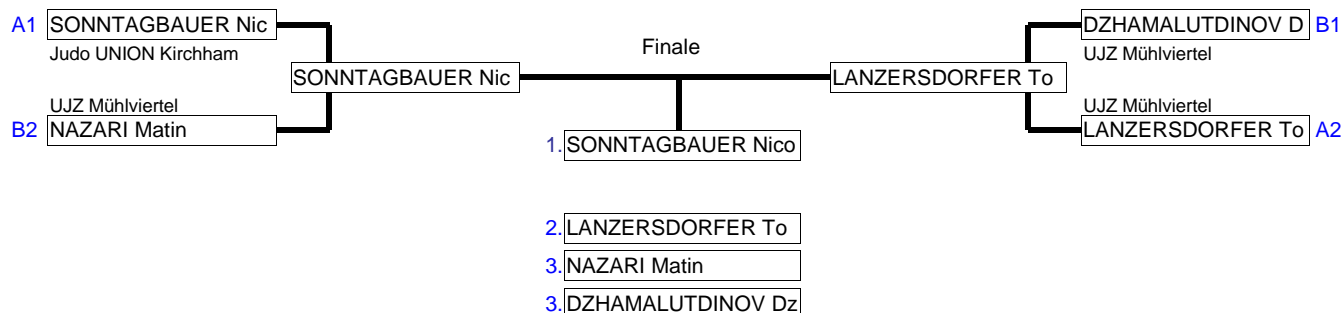 A1 SONNTAGBAUER Nic
Judo UNION Kirchham
SONNTAGBAUER Nic
UJZ Mühlviertel
B2 NAZARI Matin
Finale
DZHAMALUTDINOV D B1
UJZ Mühlviertel
LANZERSDORFER To
UJZ Mühlviertel
LANZERSDORFER To A2
1. SONNTAGBAUER Nico
2. LANZERSDORFER To
3. NAZARI Matin
3. DZHAMALUTDINOV Dz